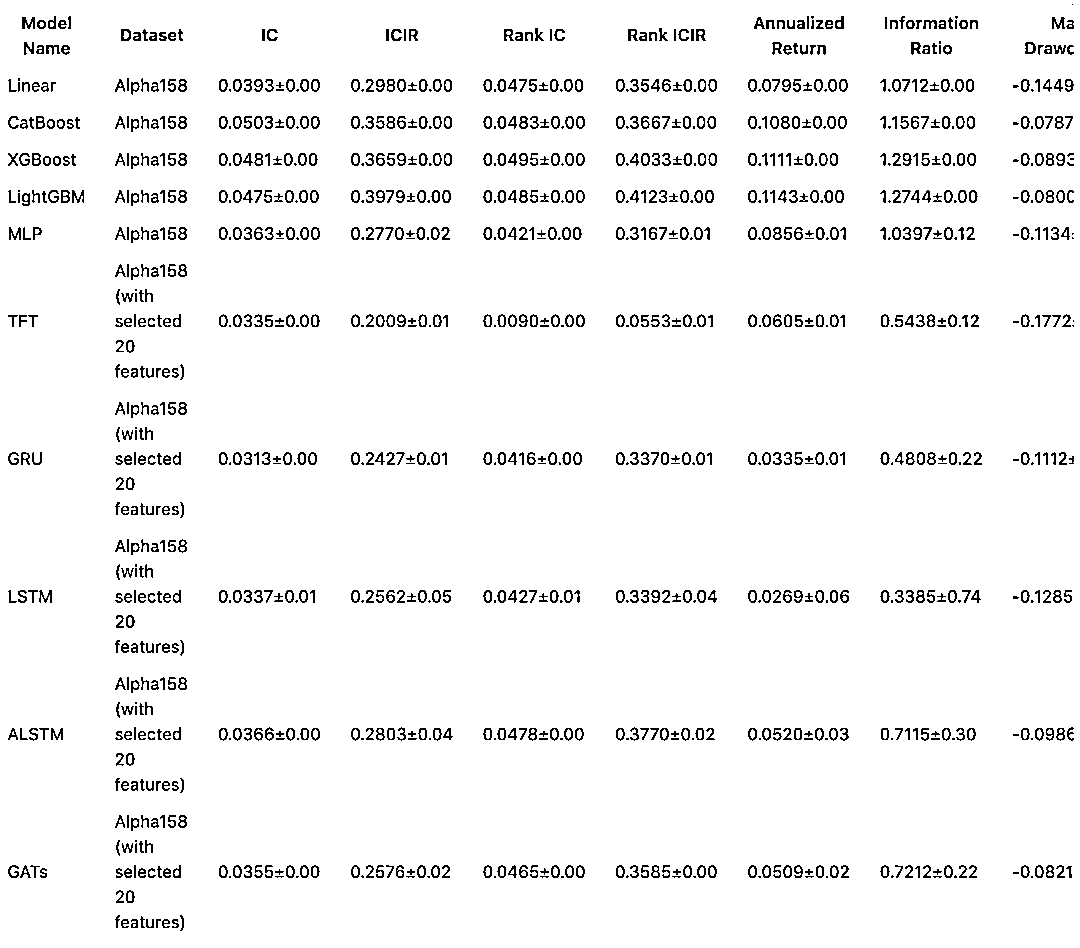 Model Name Dataset IC ICIR Rank IC Rank ICIR Annualized Return Information Ratio Ma Drawd
Linear Alpha158 0.0393±0.00 0.2980±0.00 0.0475±0.00 0.3546±0.00 0.0795±0.00 1.0712±0.00 -0.1449
CatBoost Alpha158 0.0503±0.00 0.3586±0.00 0.0483±0.00 0.3667±0.00 0.1080±0.00 1.1567±0.00 -0.0787
XGBoost Alpha158 0.0481±0.00 0.3659±0.00 0.0495±0.00 0.4033±0.00 0.1111±0.00 1.2915±0.00 -0.0893
LightGBM Alpha158 0.0475±0.00 0.3979±0.00 0.0485±0.00 0.4123±0.00 0.1143±0.00 1.2744±0.00 -0.0800
MLP Alpha158 0.0363±0.00 0.2770±0.02 0.0421±0.00 0.3167±0.01 0.0856±0.01 1.0397±0.12 -0.1134±
Alpha158
(with
TFT selected 0.0335±0.00 0.2009±0.01 0.0090±0.00 0.0553±0.01 0.0605±0.01 0.5438±0.12 -0.1772±
20
features)
Alpha158
(with
GRU selected 0.0313±0.00 0.2427±0.01 0.0416±0.00 0.3370±0.01 0.0335±0.01 0.4808±0.22 -0.1112±
20
features)
Alpha158
(with
LSTM selected 0.0337±0.01 0.2562±0.05 0.0427±0.01 0.3392±0.04 0.0269±0.06 0.3385±0.74 -0.1285
20
features)
Alpha158
(with
ALSTM selected 0.0366±0.00 0.2803±0.04 0.0478±0.00 0.3770±0.02 0.0520±0.03 0.7115±0.30 -0.0986
20
features)
Alpha158
(with
GATs selected 0.0355±0.00 0.2576±0.02 0.0465±0.00 0.3585±0.00 0.0509±0.02 0.7212±0.22 -0.0821
20
features)